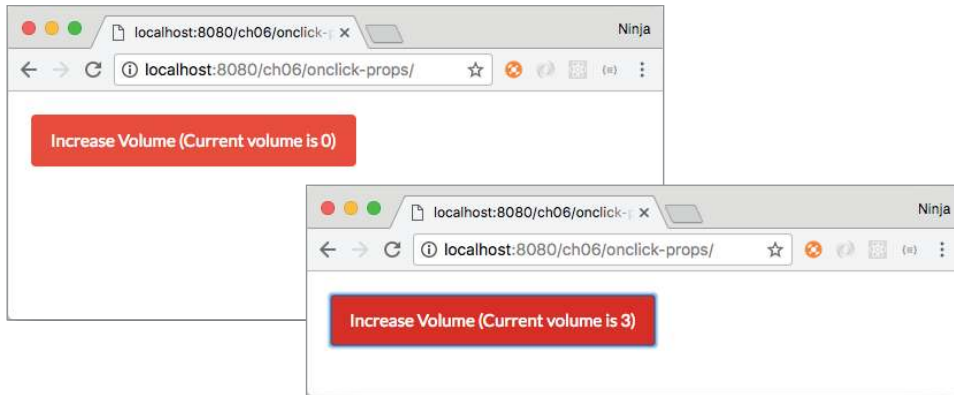 localhost:8080/ch06/onclick-
Ninja
localhost:8080/ch06/onclick-props/
Increase Volume (Current volume is 0)
localhost:8080/ch06/onclick-
Ninja
localhost:8080/ch06/onclick-props/
Increase Volume (Current volume is 3)